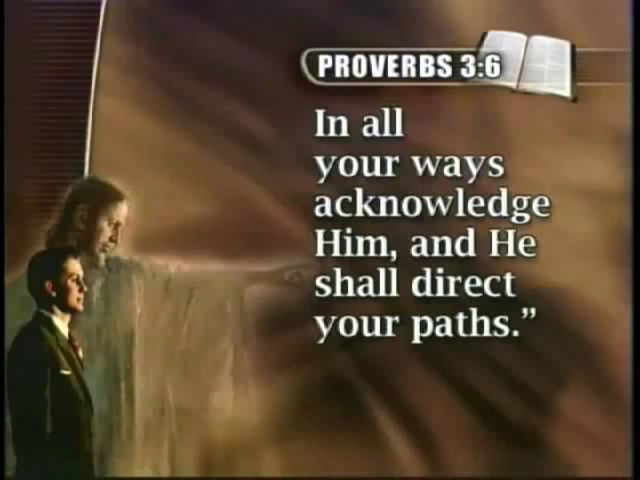 PROVERBS 3:6
In all
your ways
acknowledge
Him, and He
shall direct
your paths.”